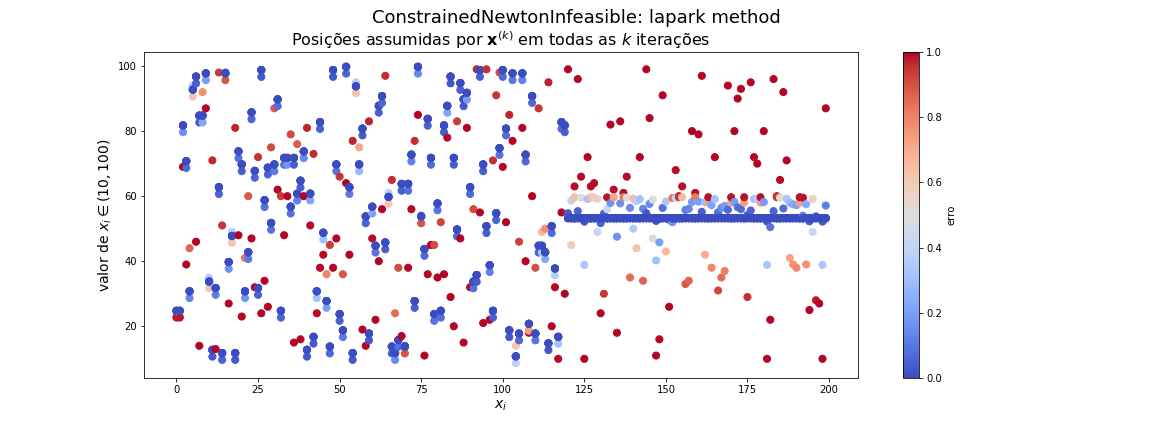 ConstrainedNewtonInfeasible: lapark method
Posições assumidas por x^(k) em todas as k iterações
valor de x_i ∈ (10, 100)
100
80
60
40
20
0 25 50 75 100 125 150 175 200
x_i
1.0
0.8
0.6
0.4
0.2
0.0
erro